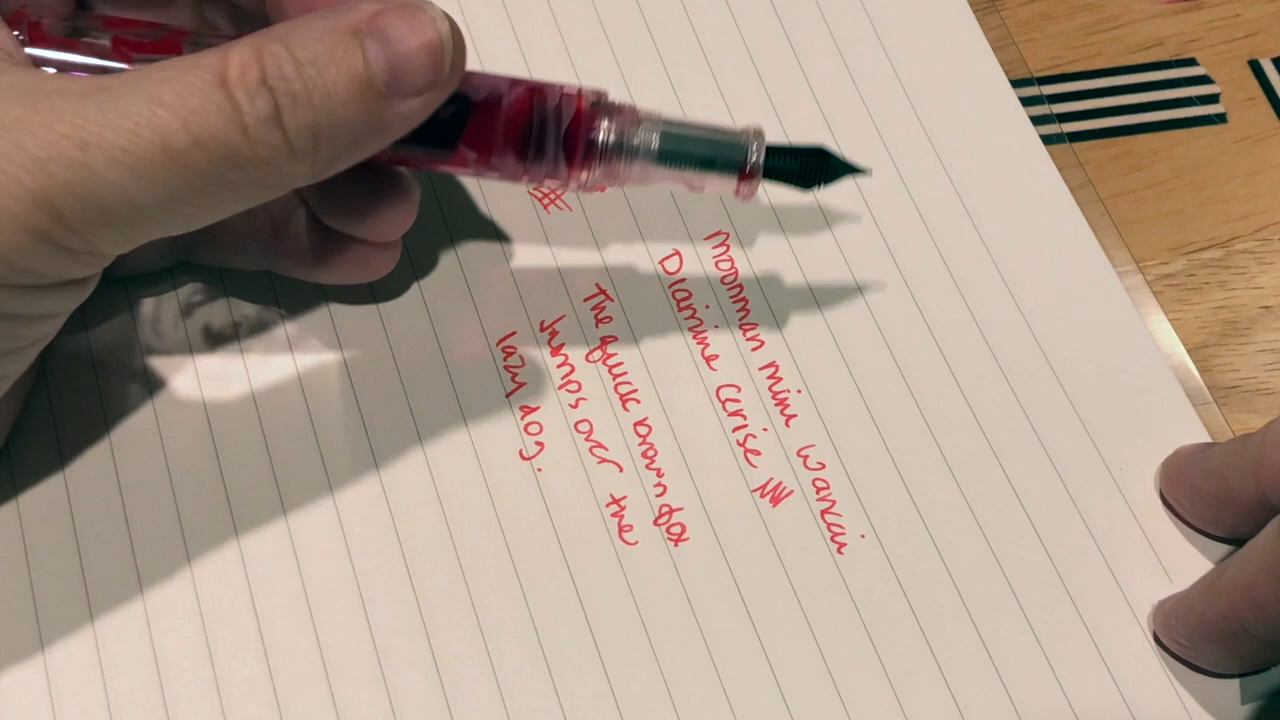 Moonman mini wancai
Diamine Cerise
The quick brown fox
jumps over the
lazy dog.